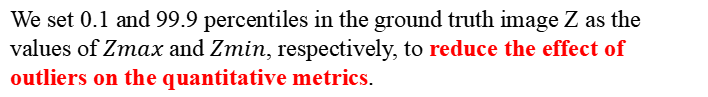 We set 0.1 and 99.9 percentiles in the ground truth image Z as the
values of Zmax and Zmin, respectively, to reduce the effect of
outliers on the quantitative metrics.